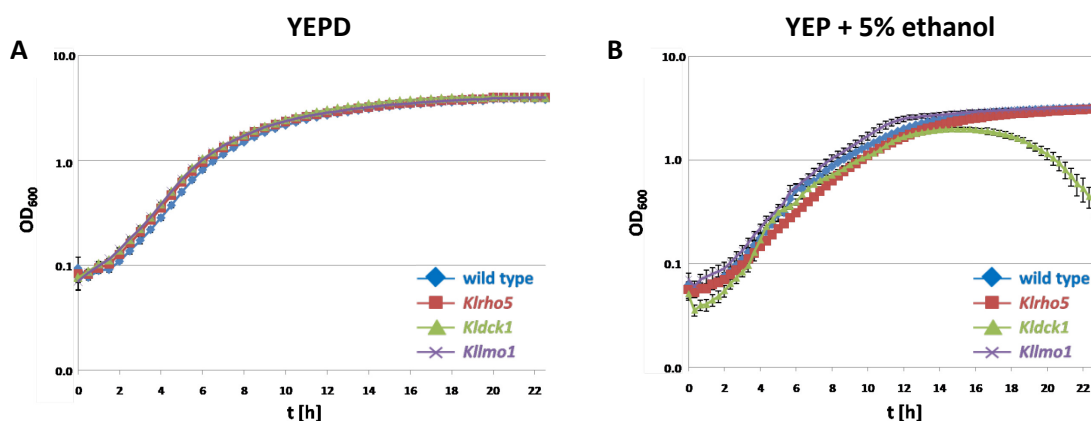 YEPD
A
10.0
1.0
0.1
0.0
OD600
0 2 4 6 8 10 12 14 16 18 20 22
t [h]
wild type
Klrho5
Kldck1
Kllmo1
YEP + 5% ethanol
B
10.0
1.0
0.1
0.0
OD600
0 2 4 6 8 10 12 14 16 18 20 22
t [h]
wild type
Klrho5
Kldck1
Kllmo1